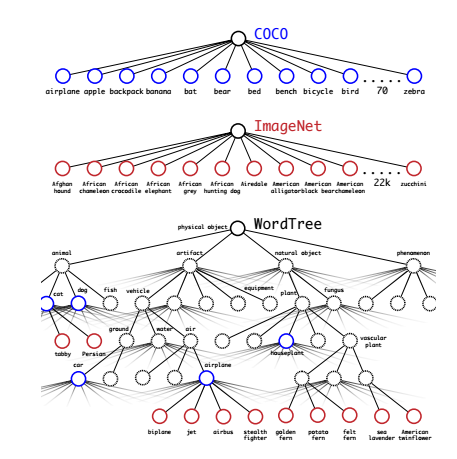 COCO
airplane apple backpack banana bat bear bed bench bicycle bird 70 zebra
ImageNet
Afghan hound
African chameleon
African crocodile
African elephant
African grey
African hunting dog
Airedale
American alligator
American black bear
American chameleon
22k
zucchini
WordTree
physical object
animal artifact natural object phenomenon
cat dog fish vehicle equipment plant fungus
ground water air vascular plant
tabby Persian houseplant
car airplane
biplane jet airbus stealth fighter golden fern potato fern felt fern sea lavender American twinflower